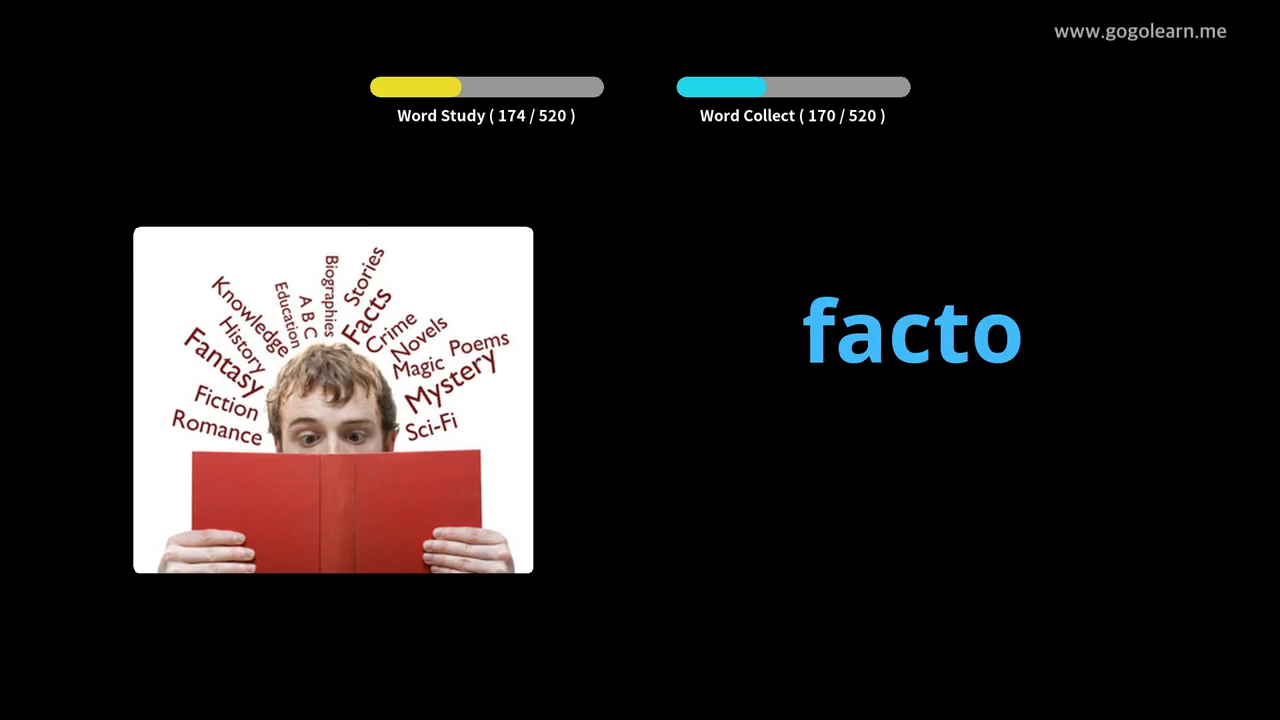 www.gogolearn.me
Word Study ( 174 / 520 )
Word Collect ( 170 / 520 )
facto
Knowledge
History
Fantasy
Fiction
Romance
Education
A B C
Biographies
Stories
Facts
Crime
Novels
Magic
Poems
Mystery
Sci-Fi